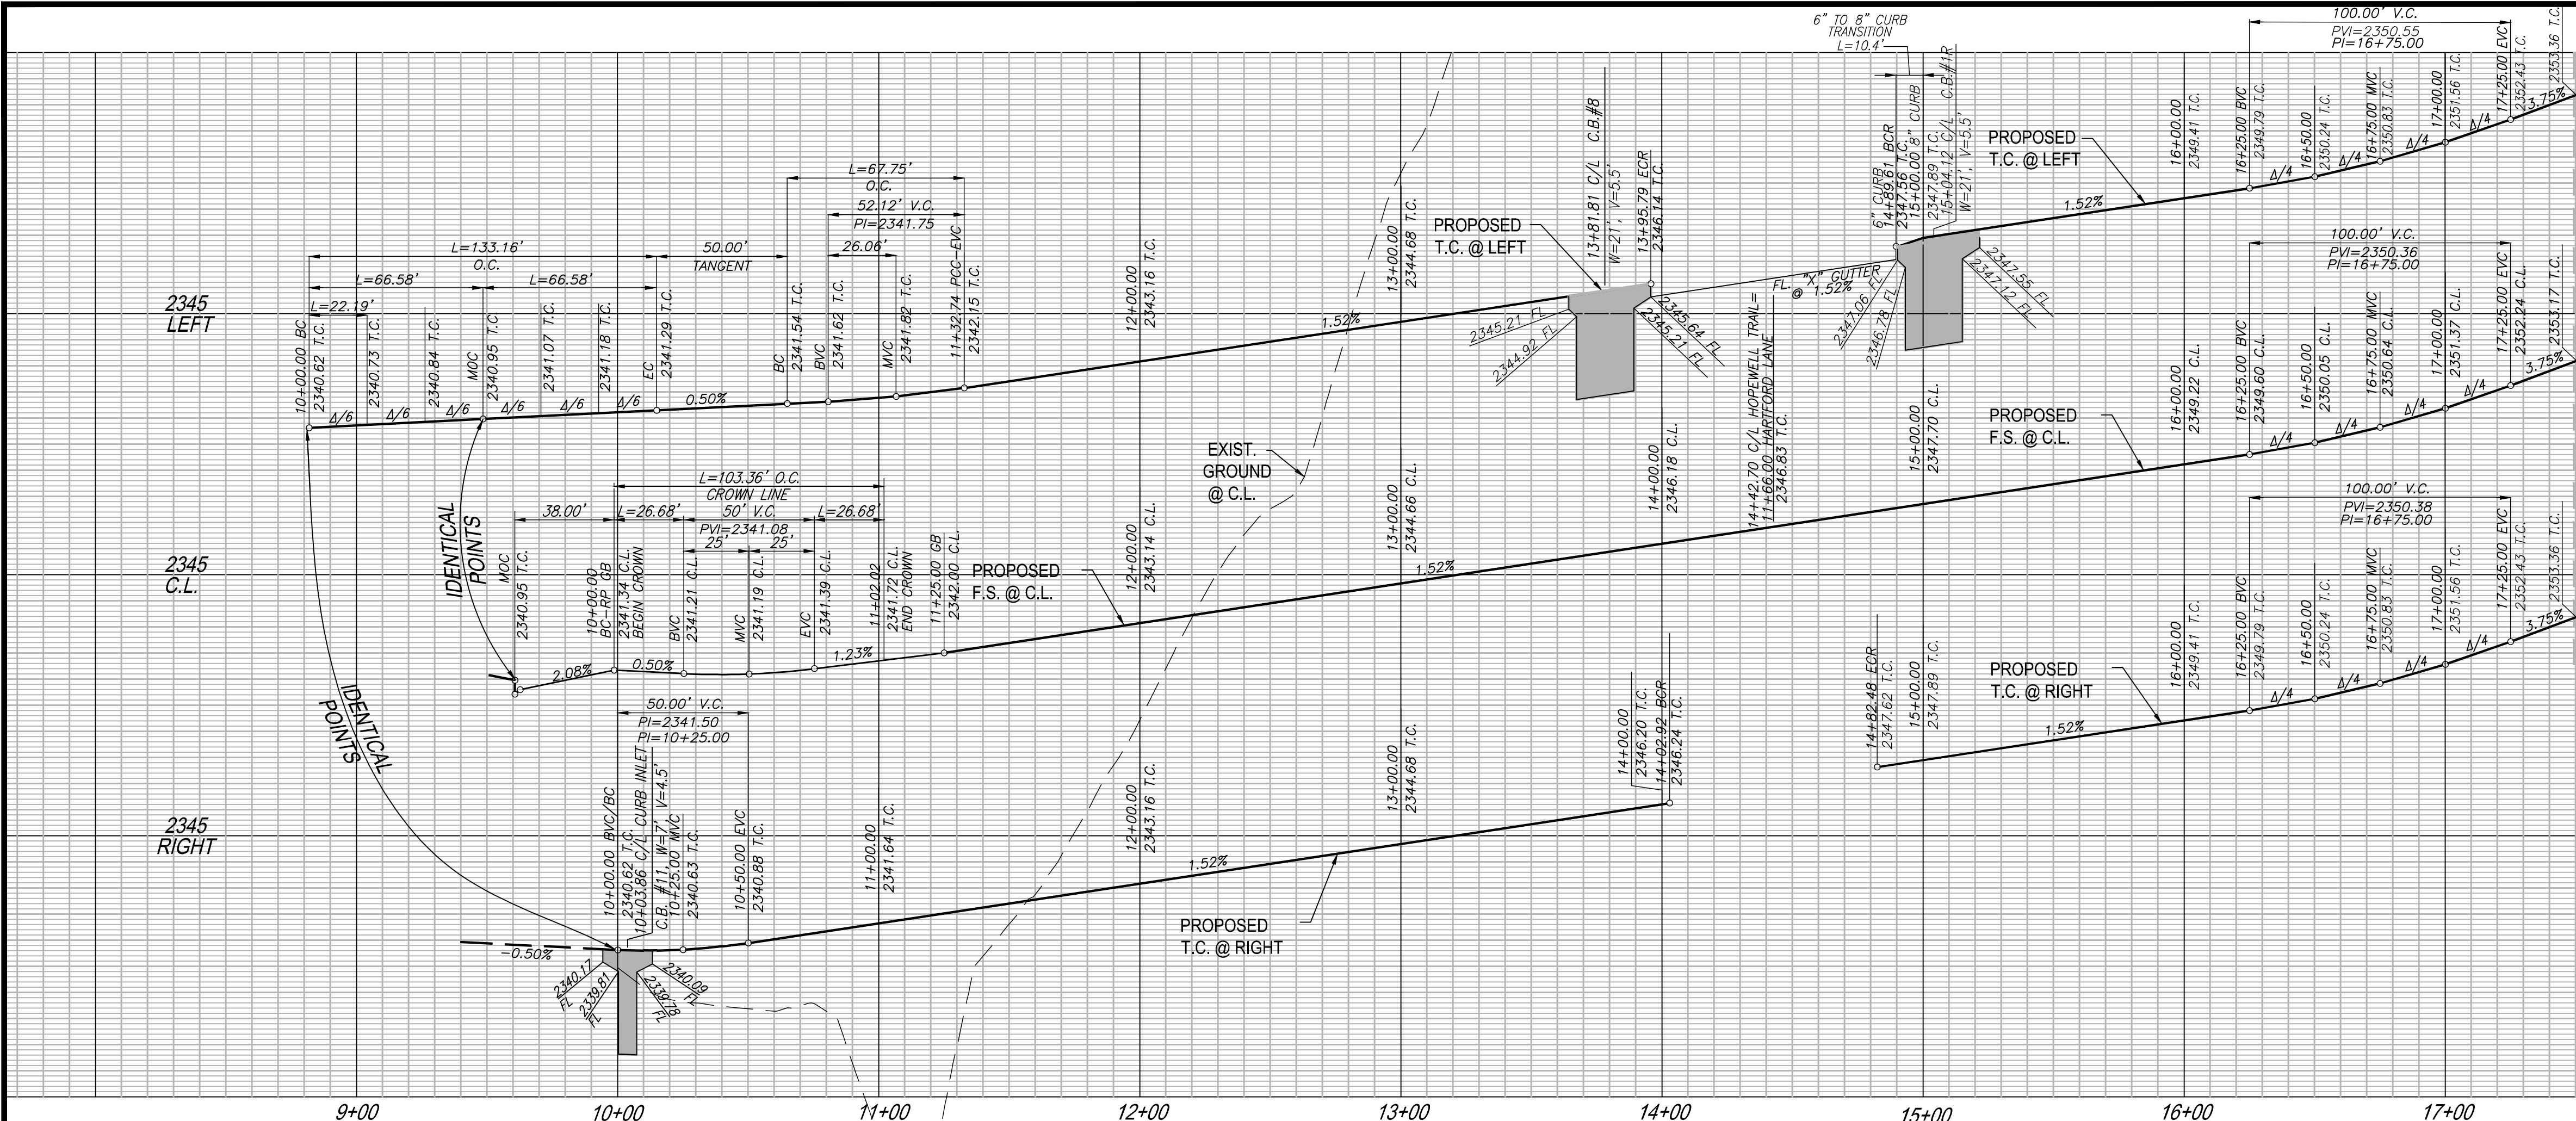 6" TO 8" CURB
TRANSITION
L=10.4'
100.00' V.C.
PVI=2350.55
PI=16+75.00
2345
LEFT
L=133.16'
O.C.
L=66.58'
L=66.58'
L=22.19'
50.00'
TANGENT
L=67.75'
O.C.
52.12' V.C.
PI=2341.75
26.06'
10+00.00 BC
2340.62 T.C.
2340.73 T.C.
2340.84 T.C.
MOC
2340.95 T.C.
2341.07 T.C.
2341.18 T.C.
EC
2341.29 T.C.
BC
2341.54 T.C.
BVC
2341.62 T.C.
MVC
2341.82 T.C.
11+32.74 PCC-EVC
2342.15 T.C.
Δ/6
Δ/6
Δ/6
Δ/6
Δ/6
Δ/6
0.50%
12+00.00
2343.16 T.C.
1.52%
13+00.00
2344.68 T.C.
PROPOSED
T.C. @ LEFT
13+81.81 C/L C.B.#8
W=21', V=5.5'
13+95.79 ECR
2346.14 T.C.
2345.21 FL
2344.92 FL
2345.64 FL
2345.21 FL
FL. "X" GUTTER
@ 1.52%
6" CURB
14+89.61 BCR
2347.56 T.C.
15+00.00 8" CURB
2347.89 T.C.
15+04.12 C/L C.B.#1R
W=21', V=5.5'
2347.06 FL
2346.78 FL
2347.55 FL
2347.12 FL
PROPOSED
T.C. @ LEFT
1.52%
16+00.00
2349.41 T.C.
16+25.00 BVC
2349.79 T.C.
16+50.00
2350.24 T.C.
16+75.00 MVC
2350.83 T.C.
17+00.00
2351.56 T.C.
17+25.00 EVC
2352.43 T.C.
2353.36 T.C.
Δ/4
Δ/4
Δ/4
Δ/4
3.75%
2345
C.L.
IDENTICAL
POINTS
L=103.36' O.C.
CROWN LINE
38.00'
L=26.68'
50' V.C.
PVI=2341.08
25'
25'
L=26.68'
MOC
2340.95 T.C.
10+00.00
BC-RP GB
2341.34 C.L.
BEGIN CROWN
BVC
2341.21 C.L.
MVC
2341.19 C.L.
EVC
2341.39 C.L.
11+02.02
2341.72 C.L.
END CROWN
11+25.00 GB
2342.00 C.L.
2.08%
0.50%
1.23%
PROPOSED
F.S. @ C.L.
12+00.00
2343.14 C.L.
EXIST.
GROUND
@ C.L.
13+00.00
2344.66 C.L.
1.52%
14+00.00
2346.18 C.L.
14+42.70 C/L HOPEWELL TRAIL=
11+66.00 HARTFORD LANE
2346.83 T.C.
15+00.00
2347.70 C.L.
PROPOSED
F.S. @ C.L.
16+00.00
2349.22 C.L.
100.00' V.C.
PVI=2350.36
PI=16+75.00
16+25.00 BVC
2349.60 C.L.
16+50.00
2350.05 C.L.
16+75.00 MVC
2350.64 C.L.
17+00.00
2351.37 C.L.
17+25.00 EVC
2352.24 C.L.
2353.17 T.C.
Δ/4
Δ/4
Δ/4
Δ/4
3.75%
2345
RIGHT
IDENTICAL
POINTS
50.00' V.C.
PI=2341.50
PI=10+25.00
10+00.00 BVC/BC
2340.62 T.C.
10+03.86 C/L CURB INLET
C.B. #11, W=7', V=4.5'
10+25.00 MVC
2340.63 T.C.
10+50.00 EVC
2340.88 T.C.
11+00.00
2341.64 T.C.
-0.50%
2340.17
FL
2339.81
FL
2340.09
FL
2339.78
FL
12+00.00
2343.16 T.C.
1.52%
PROPOSED
T.C. @ RIGHT
13+00.00
2344.68 T.C.
14+00.00
2346.20 T.C.
14+02.92 BCR
2346.24 T.C.
14+82.48 ECR
2347.62 T.C.
15+00.00
2347.89 T.C.
PROPOSED
T.C. @ RIGHT
1.52%
16+00.00
2349.41 T.C.
100.00' V.C.
PVI=2350.38
PI=16+75.00
16+25.00 BVC
2349.79 T.C.
16+50.00
2350.24 T.C.
16+75.00 MVC
2350.83 T.C.
17+00.00
2351.56 T.C.
17+25.00 EVC
2352.43 T.C.
2353.36 T.C.
Δ/4
Δ/4
Δ/4
Δ/4
3.75%
9+00
10+00
11+00
12+00
13+00
14+00
15+00
16+00
17+00